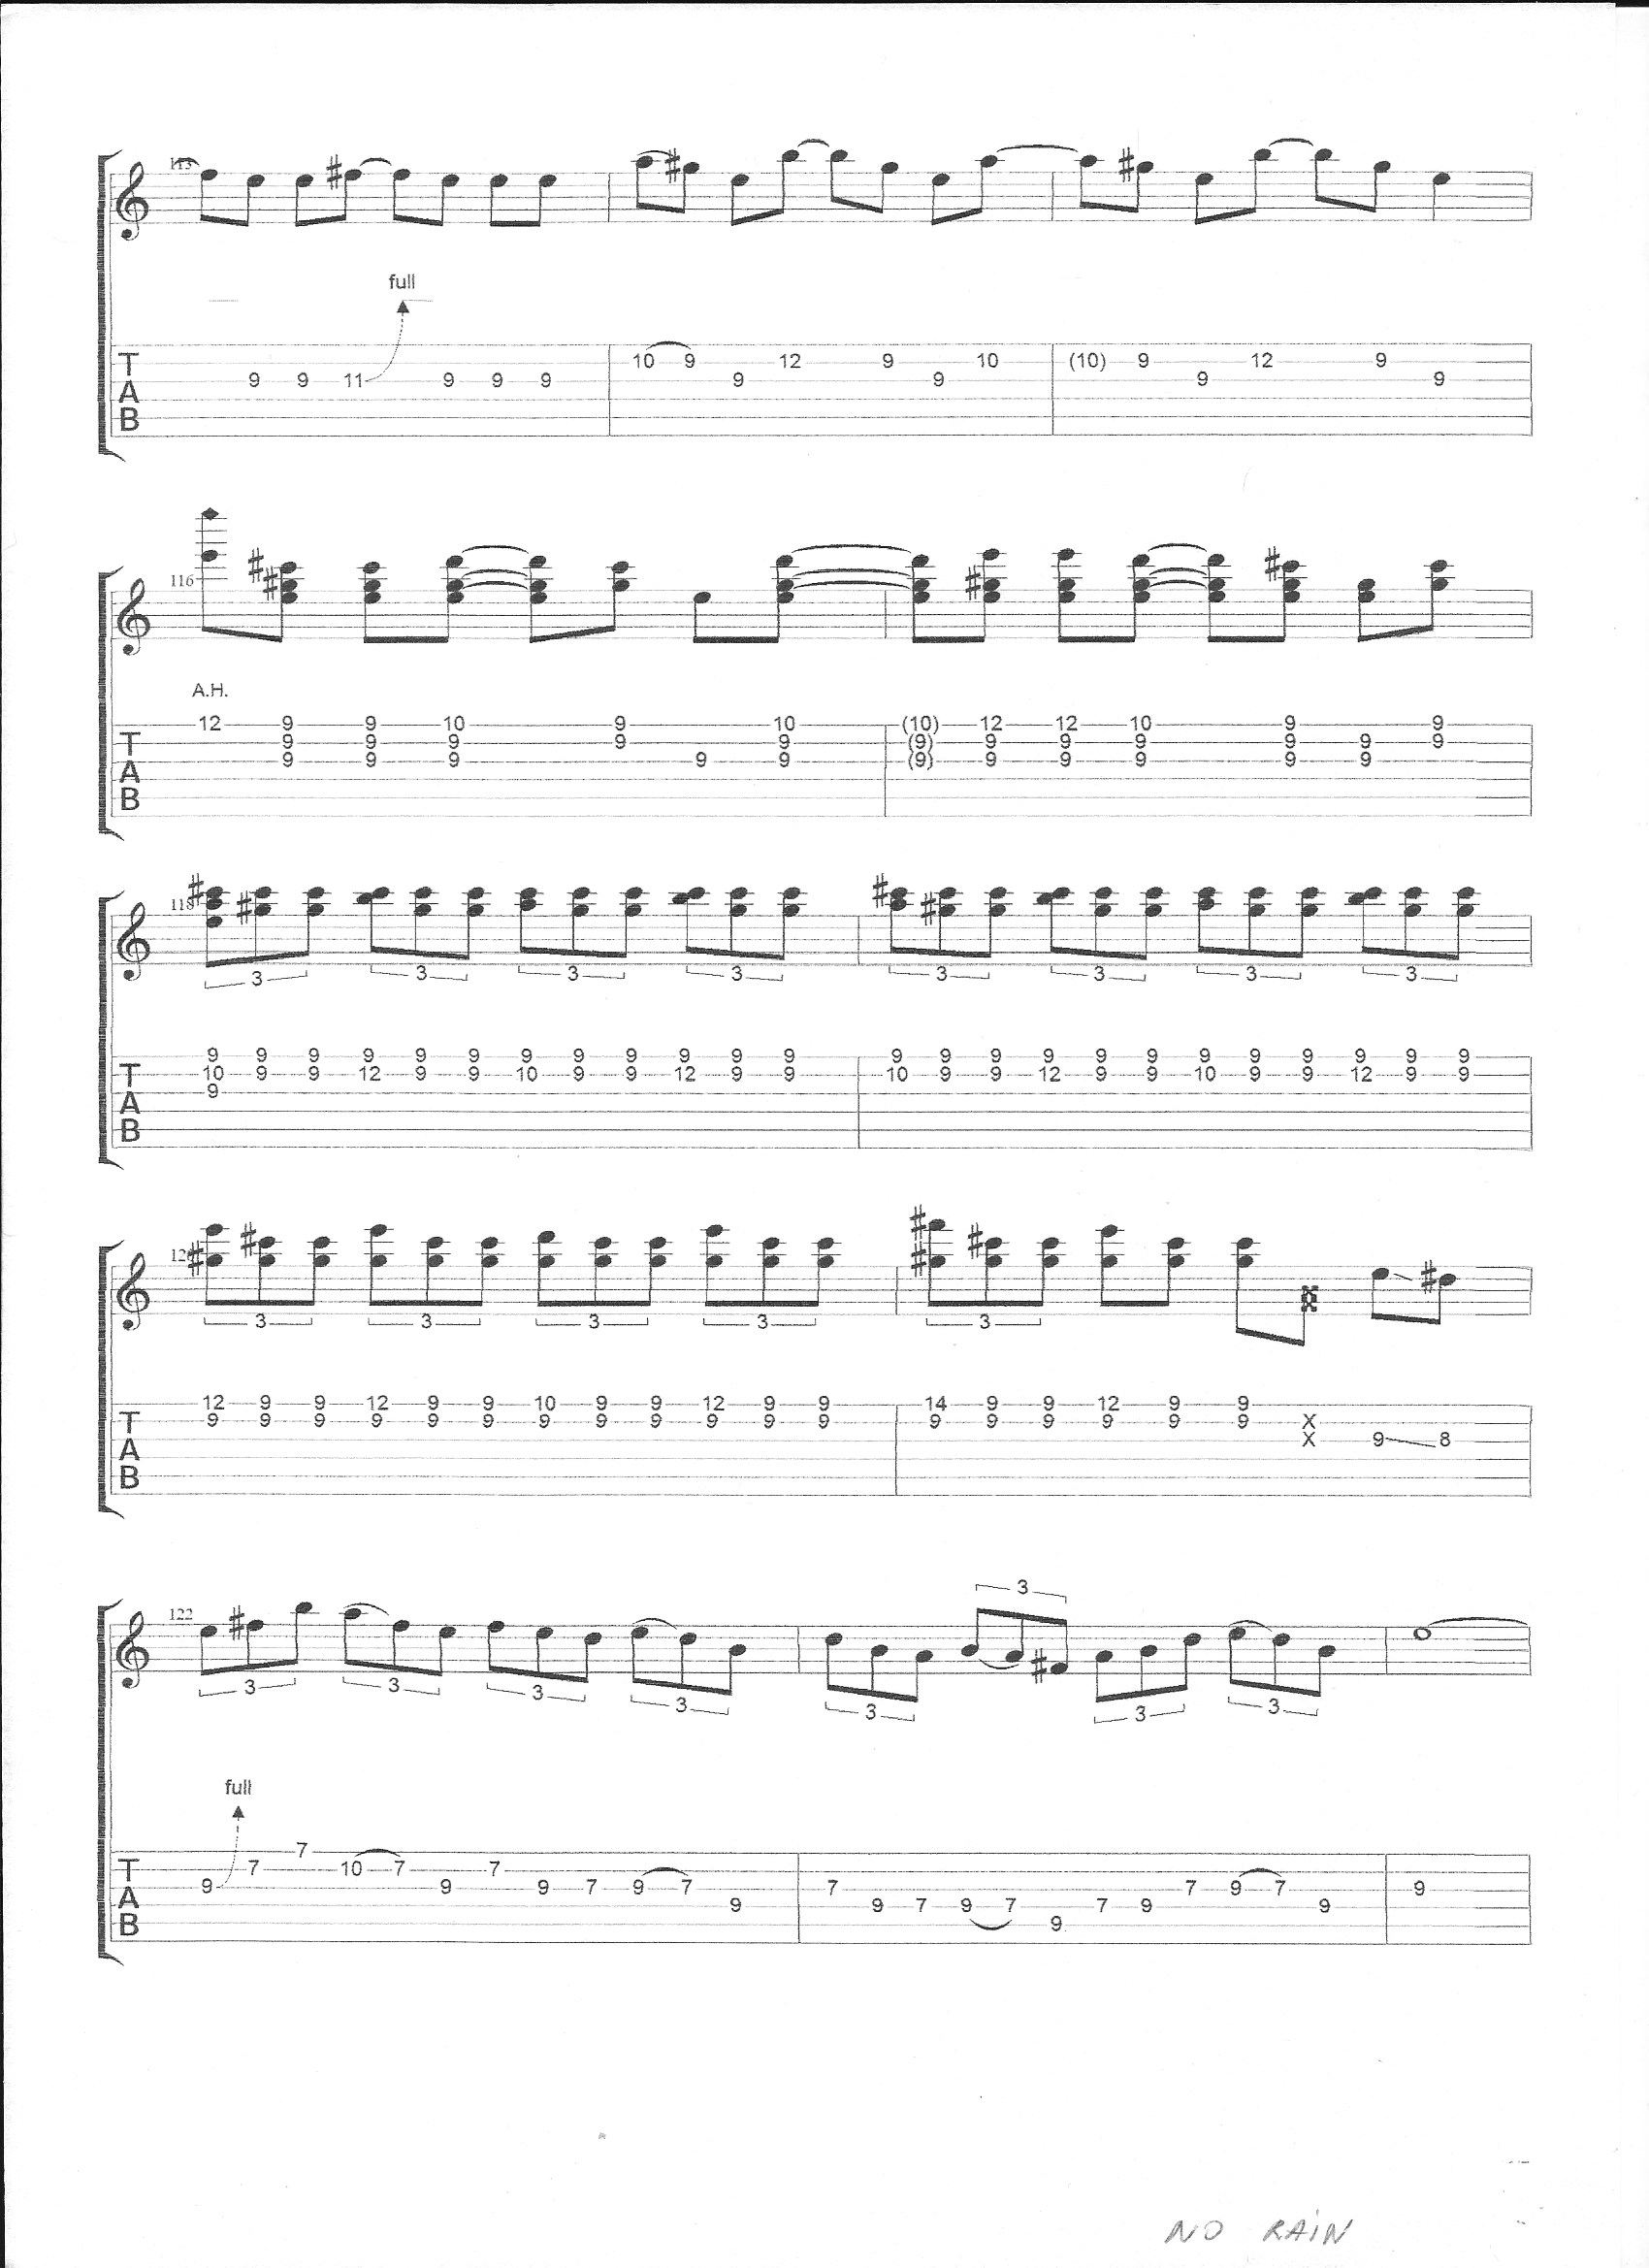 113
full
T 10 9 12 9 10 (10) 9 12 9
A 9 9 11 9 9 9 9 9 9 9
B
116
A.H.
12 9 9 10 9 10 (10) 12 12 10 9 9
T 9 9 9 9 9 (9) 9 9 9 9 9 9
9 9 9 9 9 (9) 9 9 9 9 9
A
B
118
3 3 3 3 3 3 3 3
9 9 9 9 9 9 9 9 9 9 9 9 9 9 9 9 9 9 9 9 9 9 9 9
T 10 9 9 12 9 9 10 9 9 12 9 9 10 9 9 12 9 9 10 9 9 12 9 9
9
A
B
3 3 3 3 3
12 9 9 12 9 9 10 9 9 12 9 9 14 9 9 12 9 9
T 9 9 9 9 9 9 9 9 9 9 9 9 9 9 9 9 9 9 X
A X 9 8
B
122
3
3 3 3 3 3 3 3
full
7
T 7 10 7 7
A 9 9 9 7 9 7 7 7 9 7 9
9 9 7 9 7 7 9 9
B 9
NO RAIN